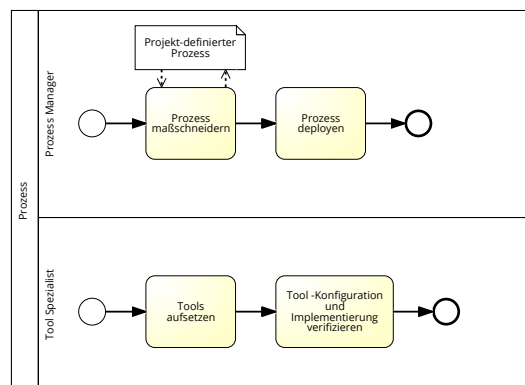 Prozess
Prozess Manager
Projekt-definierter
Prozess
Prozess
maßschneidern
Prozess
deployen
Tool Spezialist
Tools
aufsetzen
Tool -Konfiguration
und
Implementierung
verifizieren